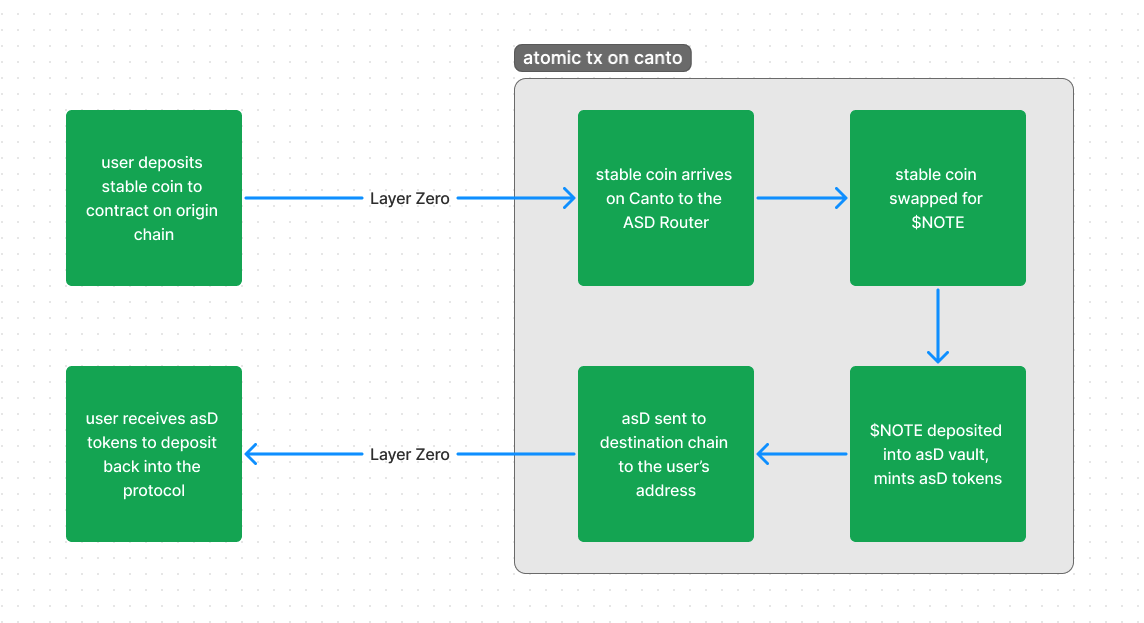 atomic tx on canto
user deposits
stable coin to
contract on origin
chain
Layer Zero
stable coin arrives
on Canto to the
ASD Router
stable coin
swapped for
$NOTE
user receives asD
tokens to deposit
back into the
protocol
Layer Zero
asD sent to
destination chain
to the user's
address
$NOTE deposited
into asD vault,
mints asD tokens